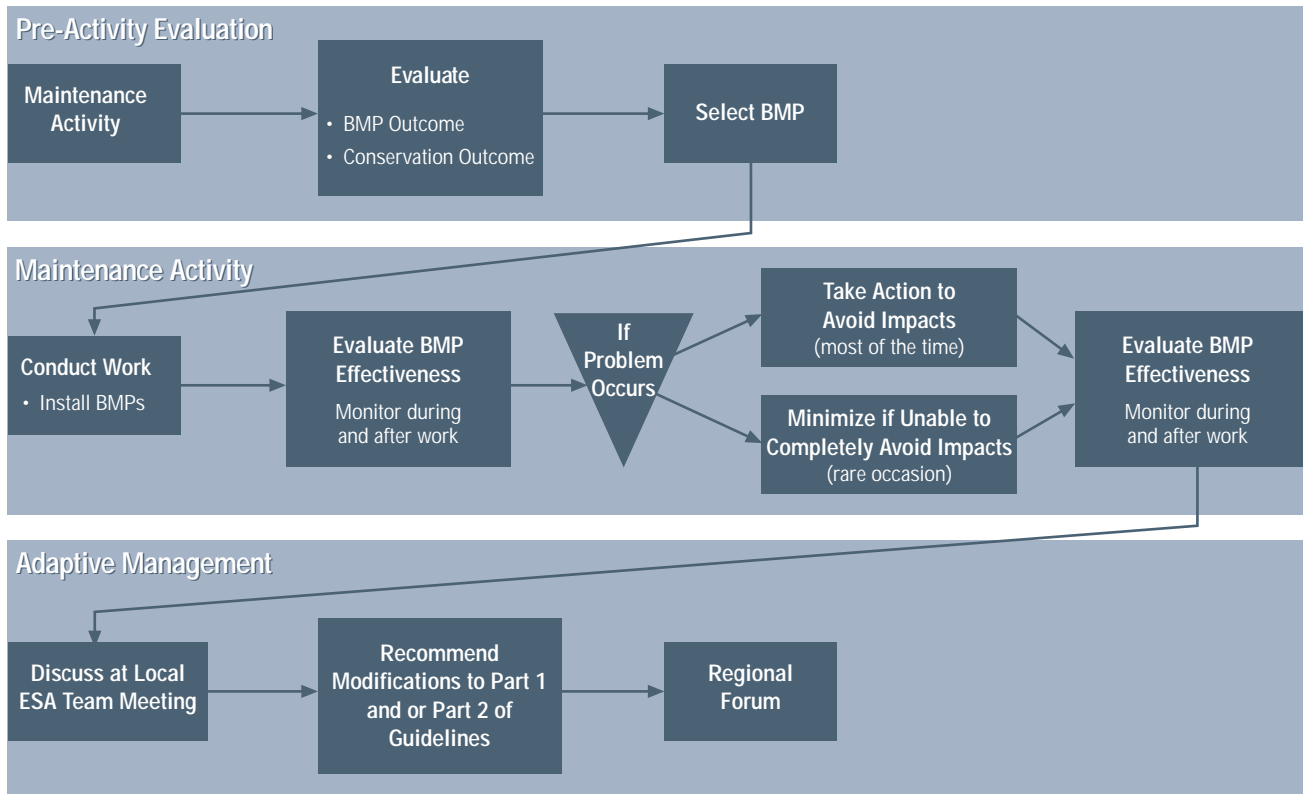 Pre-Activity Evaluation
Maintenance
Activity
Evaluate
• BMP Outcome
• Conservation Outcome
Select BMP
Maintenance Activity
Conduct Work
• Install BMPs
Evaluate BMP
Effectiveness
Monitor during
and after work
If
Problem
Occurs
Take Action to
Avoid Impacts
(most of the time)
Minimize if Unable to
Completely Avoid Impacts
(rare occasion)
Evaluate BMP
Effectiveness
Monitor during
and after work
Adaptive Management
Discuss at Local
ESA Team Meeting
Recommend
Modifications to Part 1
and or Part 2 of
Guidelines
Regional
Forum